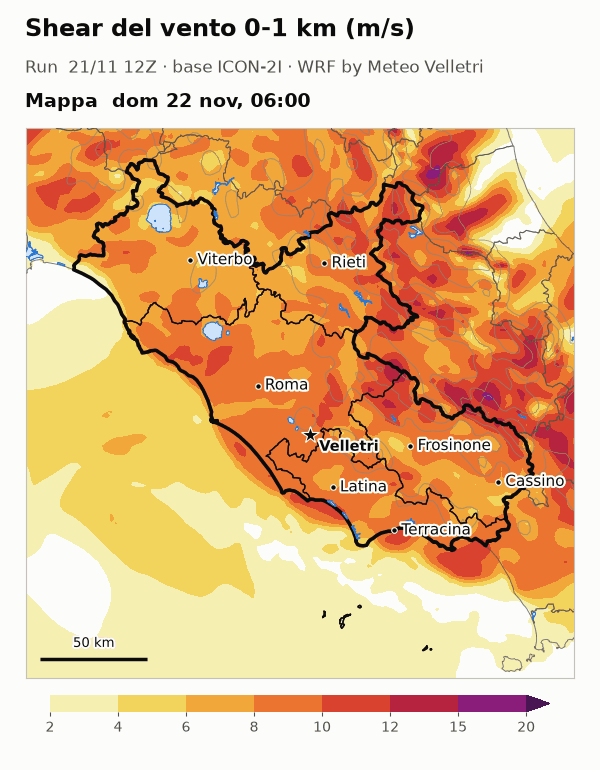 Shear del vento 0-1 km (m/s)
Run  21/11 12Z · base ICON-2I · WRF by Meteo Velletri
Mappa  dom 22 nov, 06:00
Viterbo
Rieti
Roma
Velletri
Frosinone
Latina
Cassino
Terracina
50 km
2 4 6 8 10 12 15 20